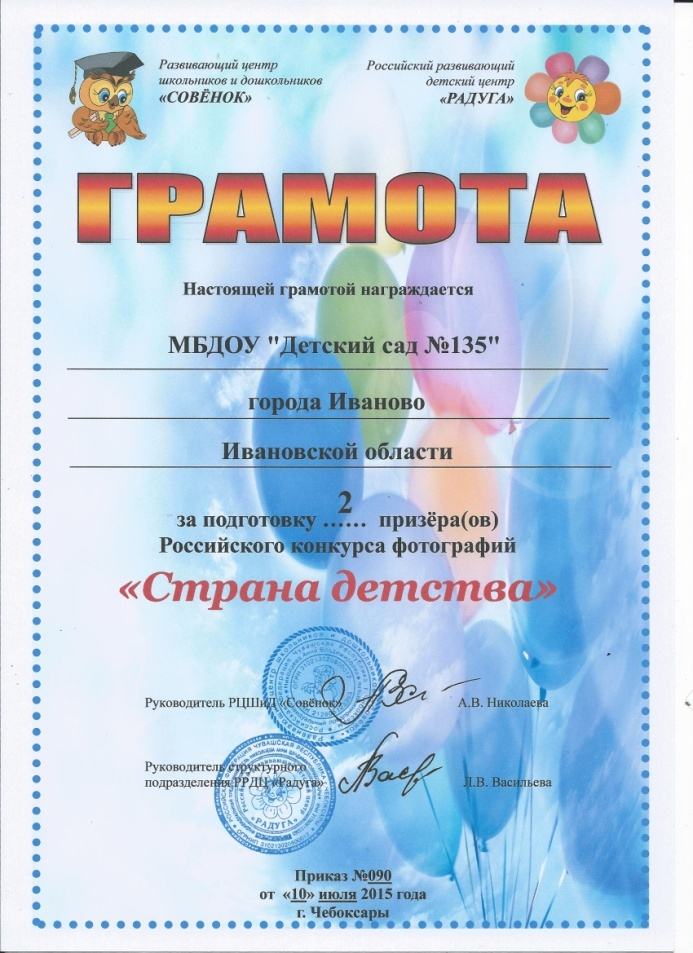 Развивающий центр
школьников и дошкольников
«СОВЁНОК»
Российский развивающий
детский центр
«РАДУГА»
ГРАМОТА
Настоящей грамотой награждается
МБДОУ "Детский сад №135"
города Иваново
Ивановской области
2
за подготовку ...... призёра(ов)
Российского конкурса фотографий
«Страна детства»
Руководитель РЦШиД «Совёнок»
А.В. Николаева
Руководитель структурного
подразделения РРДЦ «Радуга»
Л.В. Васильева
«РАДУГА»
Приказ №090
от «10» июля 2015 года
г. Чебоксары